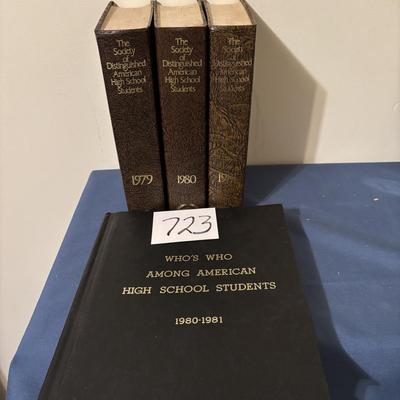 The
Society
of
Distinguished
American
High School
Students
1979
The
Society
of
Distinguished
American
High School
Students
1980
The
Society
of
Distinguished
American
High School
Students
723
WHO'S WHO
AMONG AMERICAN
HIGH SCHOOL STUDENTS
1980-1981